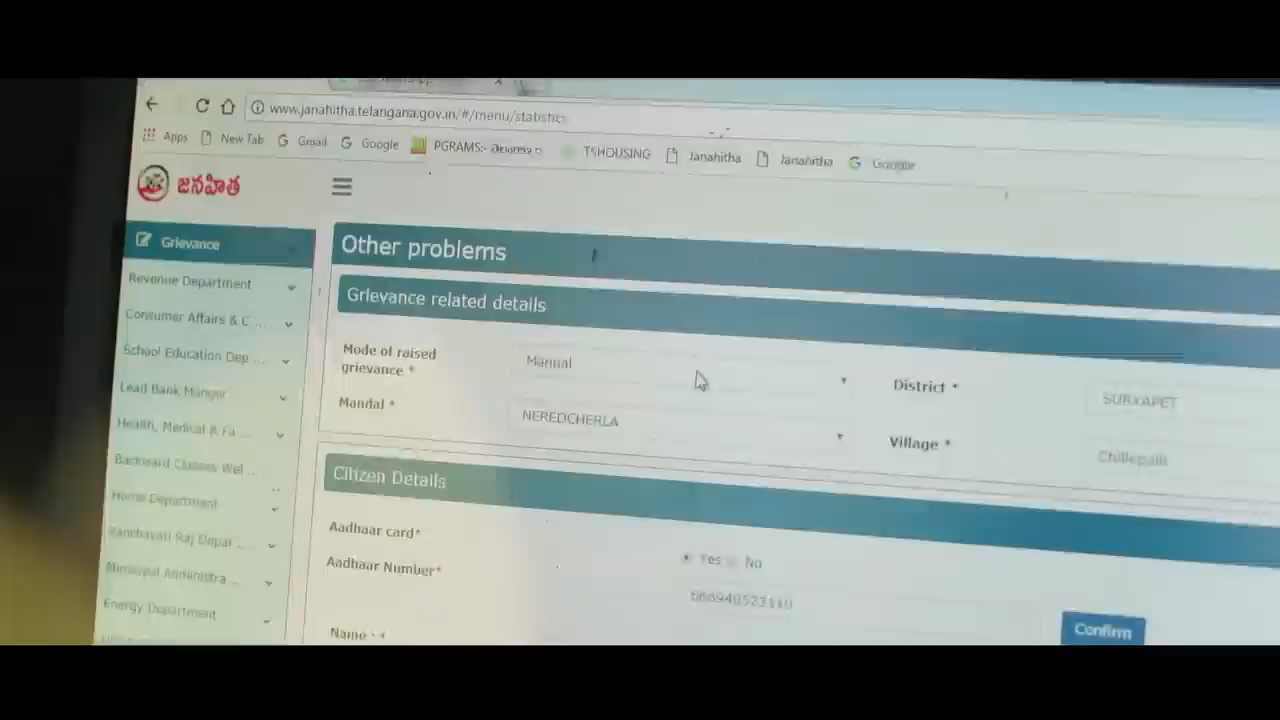 www.janahitha.telangana.gov.in/#/menu/statistics
Apps New Tab Gmail Google PGRAMS:- TSHOUSING Janahitha Janahitha Google
జనహిత
Grievance
Revenue Department
Consumer Affairs & C ...
School Education Dep ...
Lead Bank Manger
Health, Medical & Fa ...
Backward Classes Wel ...
Home Department
Panchayati Raj Depar ...
Municipal Administra ...
Energy Department
Other problems
Grievance related details
Mode of raised grievance * Manual District * SURYAPET
Mandal * NEREDCHERLA Village * Chillepalli
Citizen Details
Aadhaar card* Yes No
Aadhaar Number*
Confirm
Name *